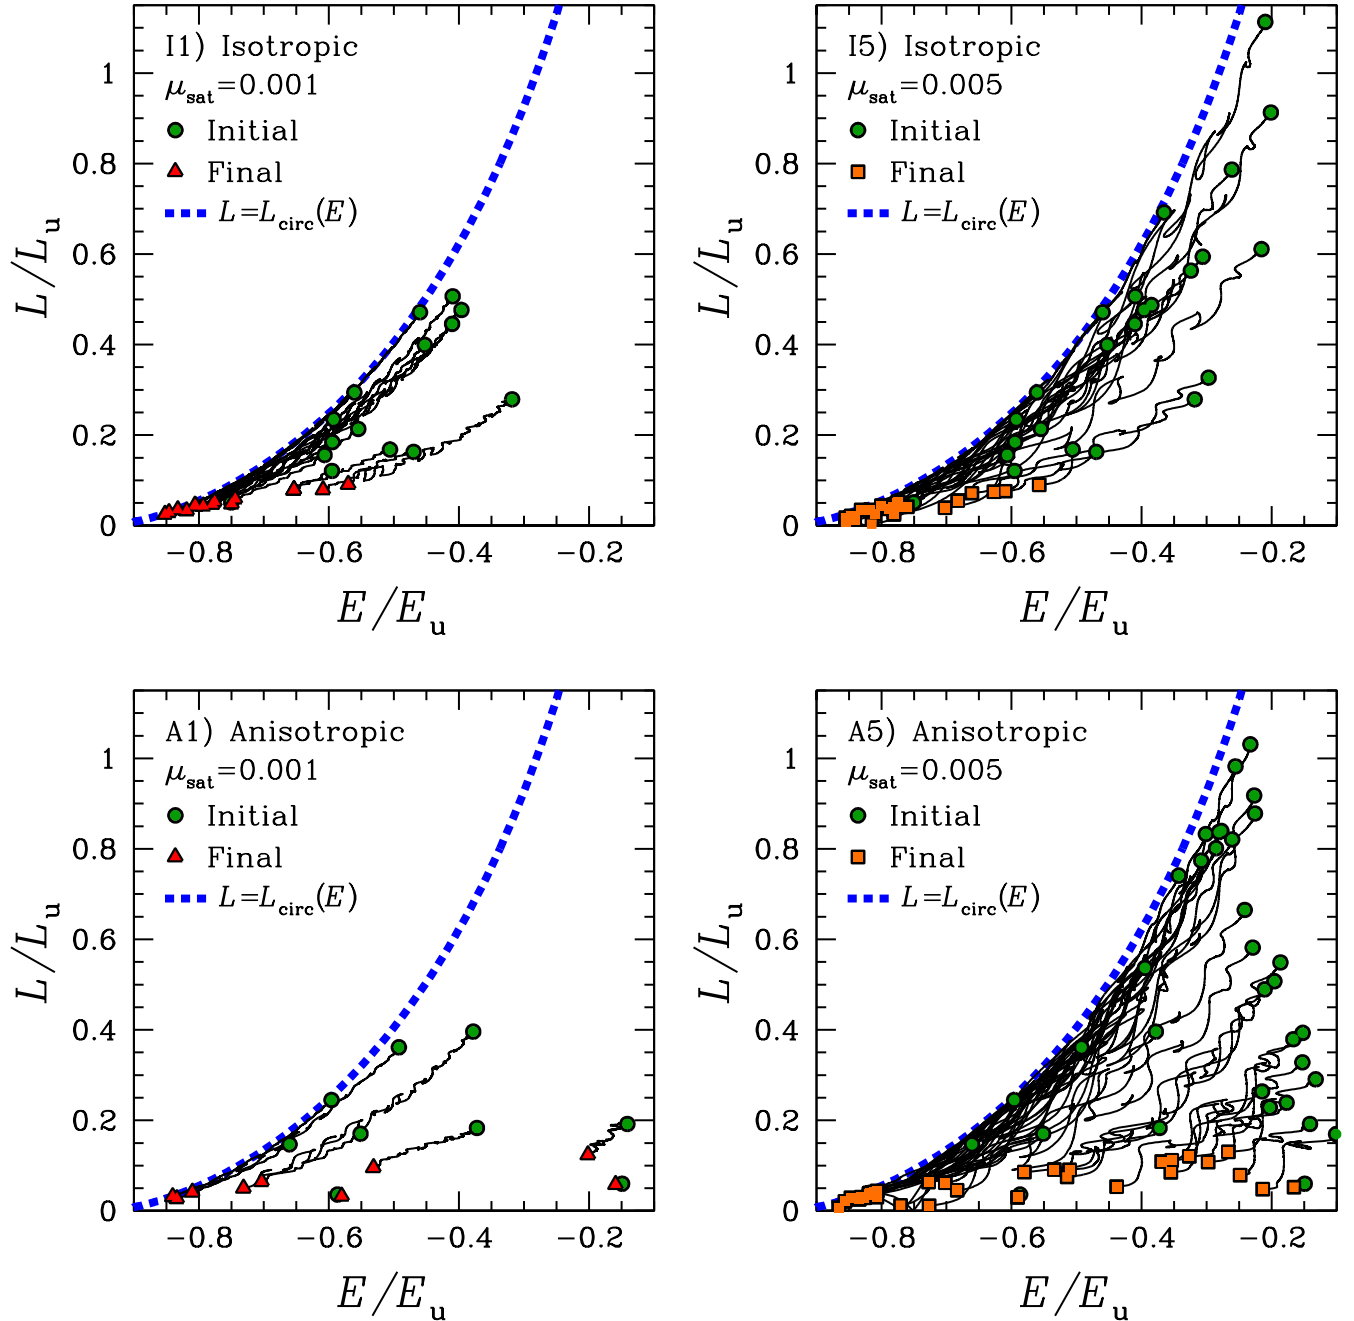 I1) Isotropic
μsat=0.001
Initial
Final
L=Lcirc(E)
1
0.8
0.6
0.4
0.2
0
L/Lu
−0.8
−0.6
−0.4
−0.2
E/Eu
I5) Isotropic
μsat=0.005
Initial
Final
L=Lcirc(E)
1
0.8
0.6
0.4
0.2
0
L/Lu
−0.8
−0.6
−0.4
−0.2
E/Eu
A1) Anisotropic
μsat=0.001
Initial
Final
L=Lcirc(E)
1
0.8
0.6
0.4
0.2
0
L/Lu
−0.8
−0.6
−0.4
−0.2
E/Eu
A5) Anisotropic
μsat=0.005
Initial
Final
L=Lcirc(E)
1
0.8
0.6
0.4
0.2
0
L/Lu
−0.8
−0.6
−0.4
−0.2
E/Eu